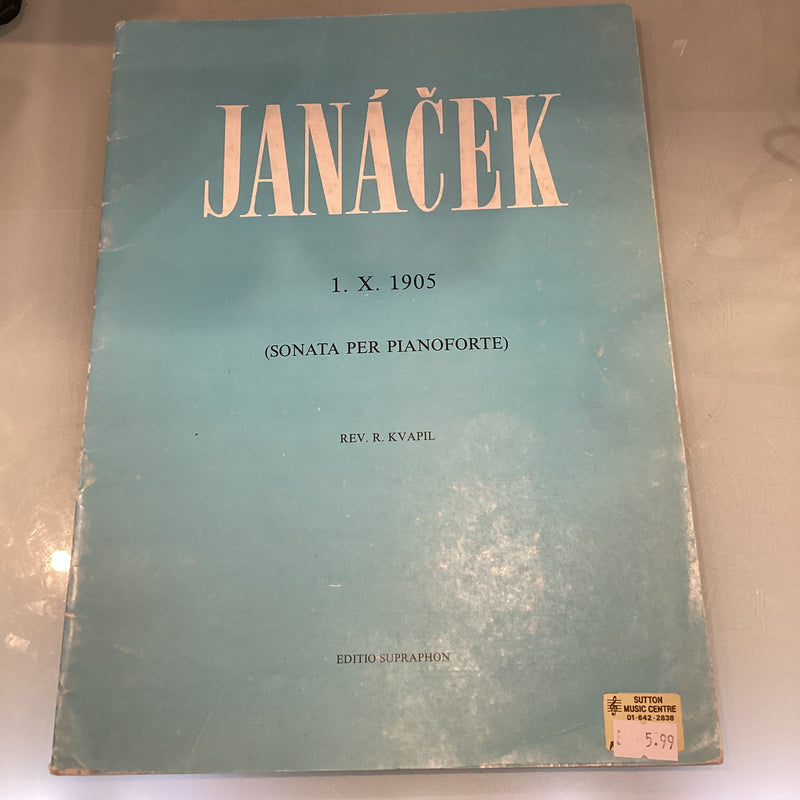 JANÁČEK
1. X. 1905
(SONATA PER PIANOFORTE)
REV. R. KVAPIL
EDITIO SUPRAPHON
SUTTON
MUSIC CENTRE
01-642-2838
5.99